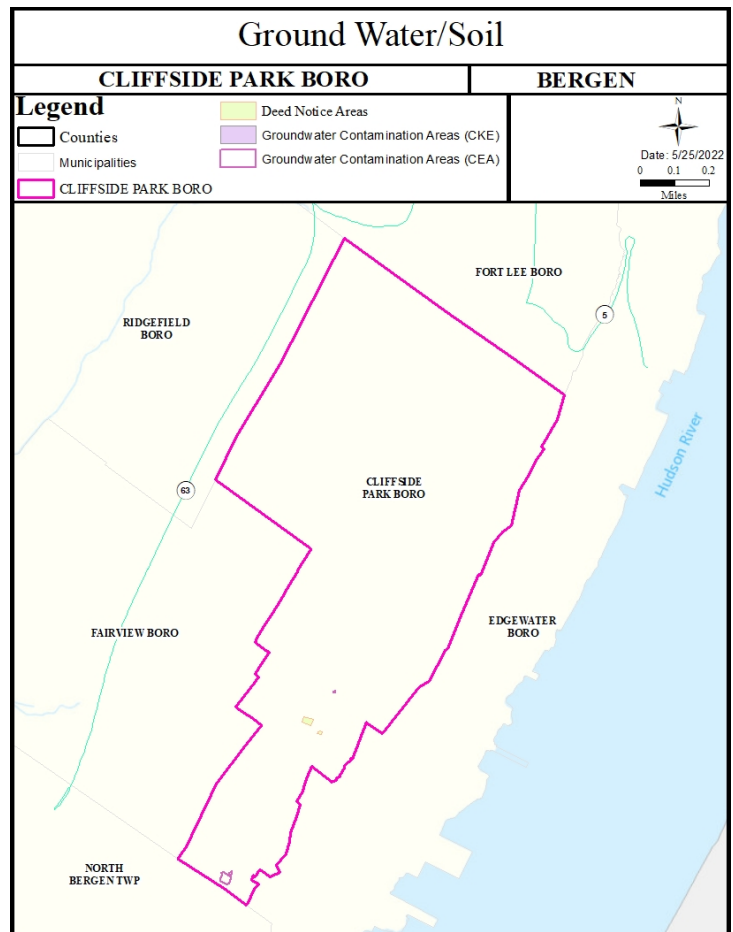 Ground Water/Soil
CLIFFSIDE PARK BORO
BERGEN
Legend
Counties
Municipalities
CLIFFSIDE PARK BORO
Deed Notice Areas
Groundwater Contamination Areas (CKE)
Groundwater Contamination Areas (CEA)
N
Date: 5/25/2022
0 0.1 0.2
Miles
FORT LEE BORO
5
RIDGEFIELD
BORO
Hudson River
63
CLIFFSIDE
PARK BORO
FAIRVIEW BORO
EDGEWATER
BORO
NORTH
BERGEN TWP